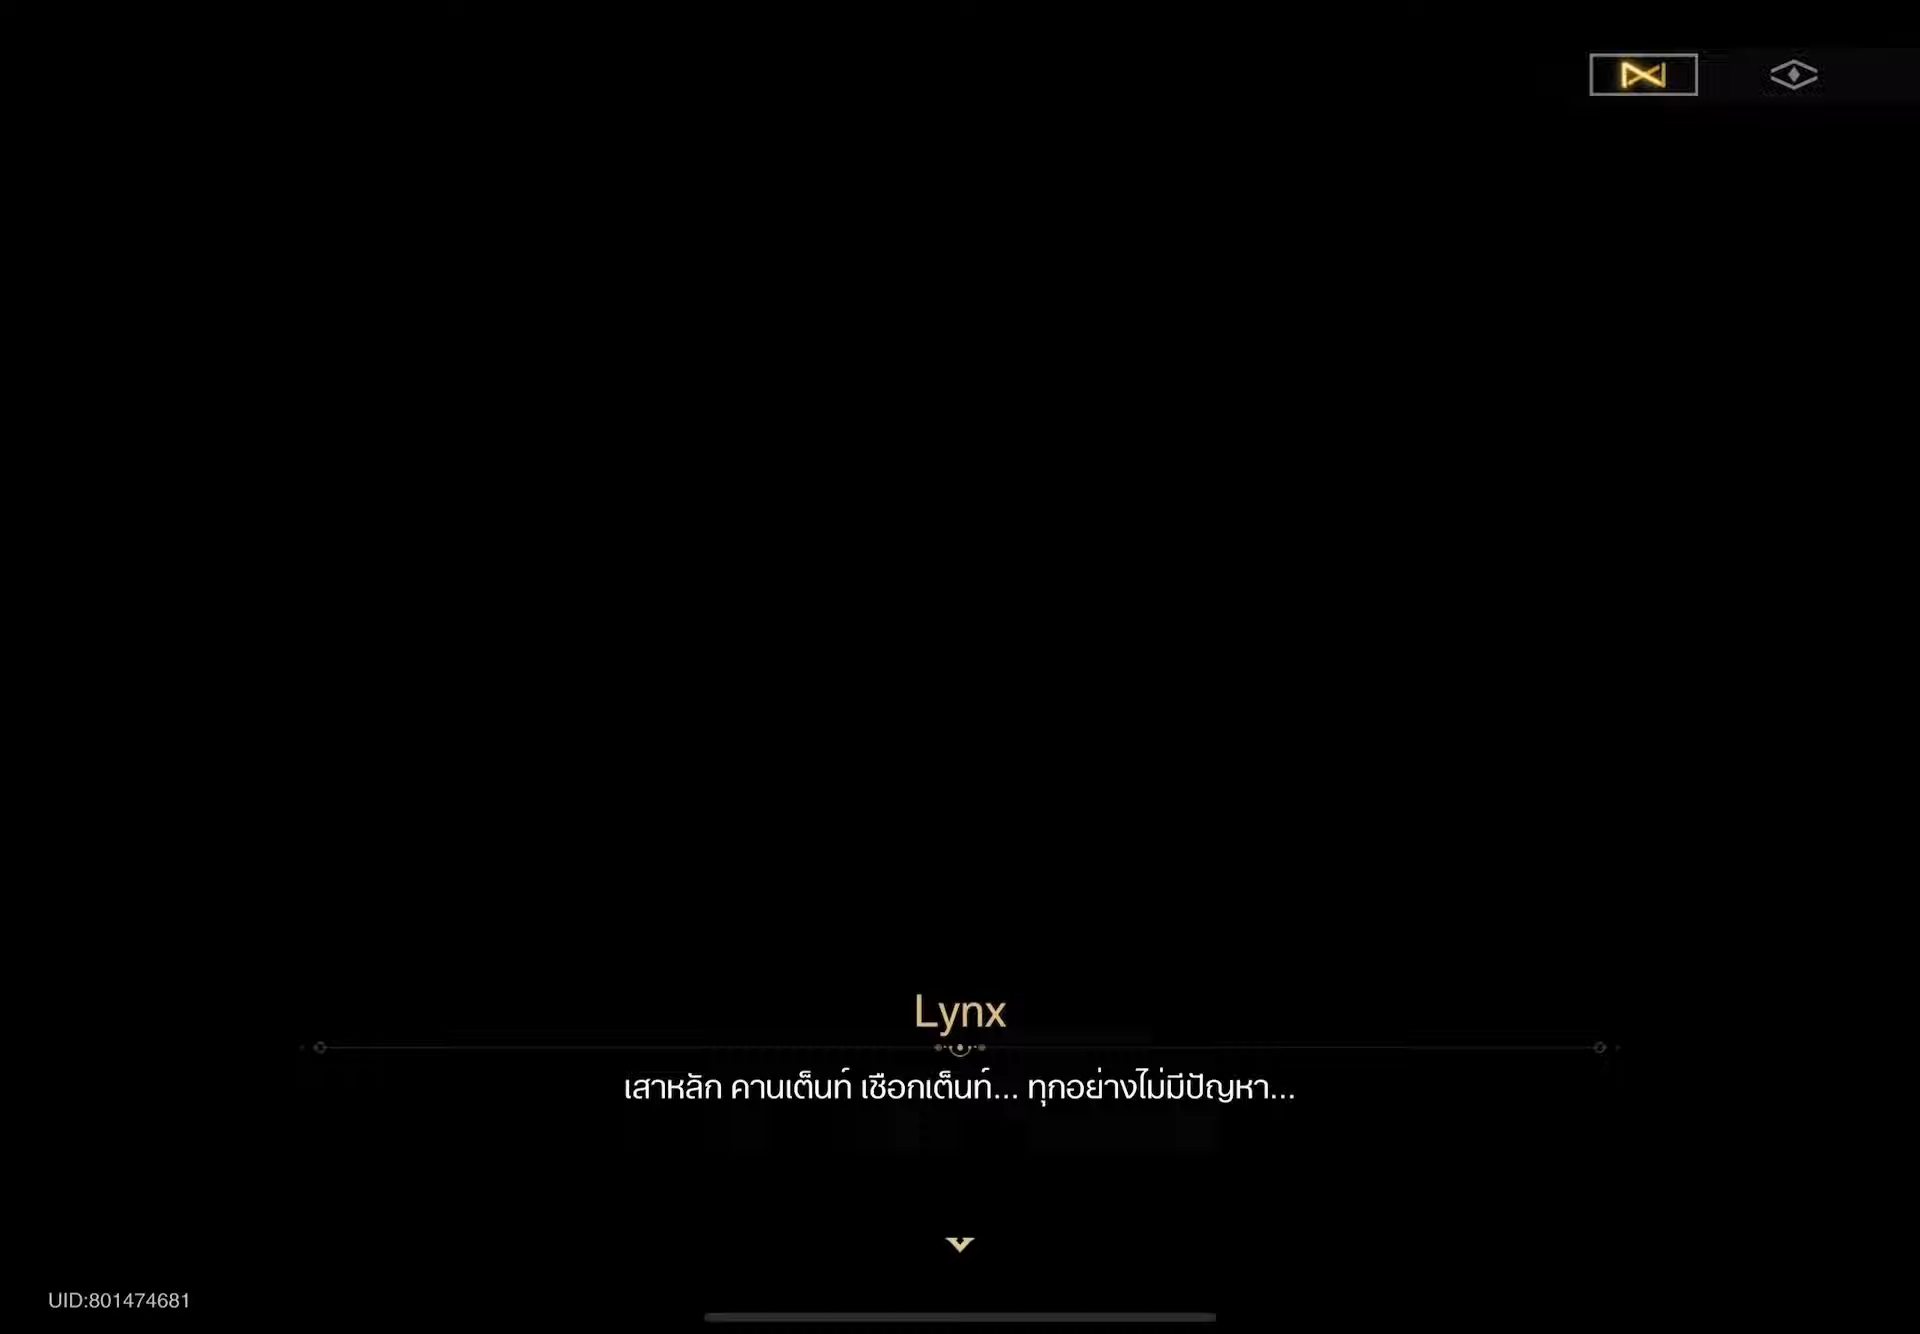 Lynx
เสาหลัก คานเต็นท์ เชือกเต็นท์... ทุกอย่างไม่มีปัญหา...
UID:801474681